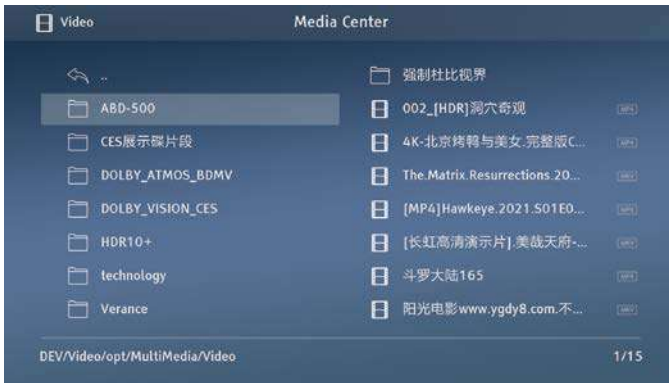 Video
Media Center
..
ABD-500
CES展示碟片段
DOLBY_ATMOS_BDMV
DOLBY_VISION_CES
HDR10+
technology
Verance
强制杜比视界
002_[HDR]洞穴奇观
4K-北京烤鸭与美女.完整版C...
The.Matrix.Resurrections.20...
[MP4]Hawkeye.2021.S01E0...
[长虹高清演示片].美哉天府-...
斗罗大陆165
阳光电影www.ygdy8.com.不...
DEV/Video/opt/MultiMedia/Video
1/15